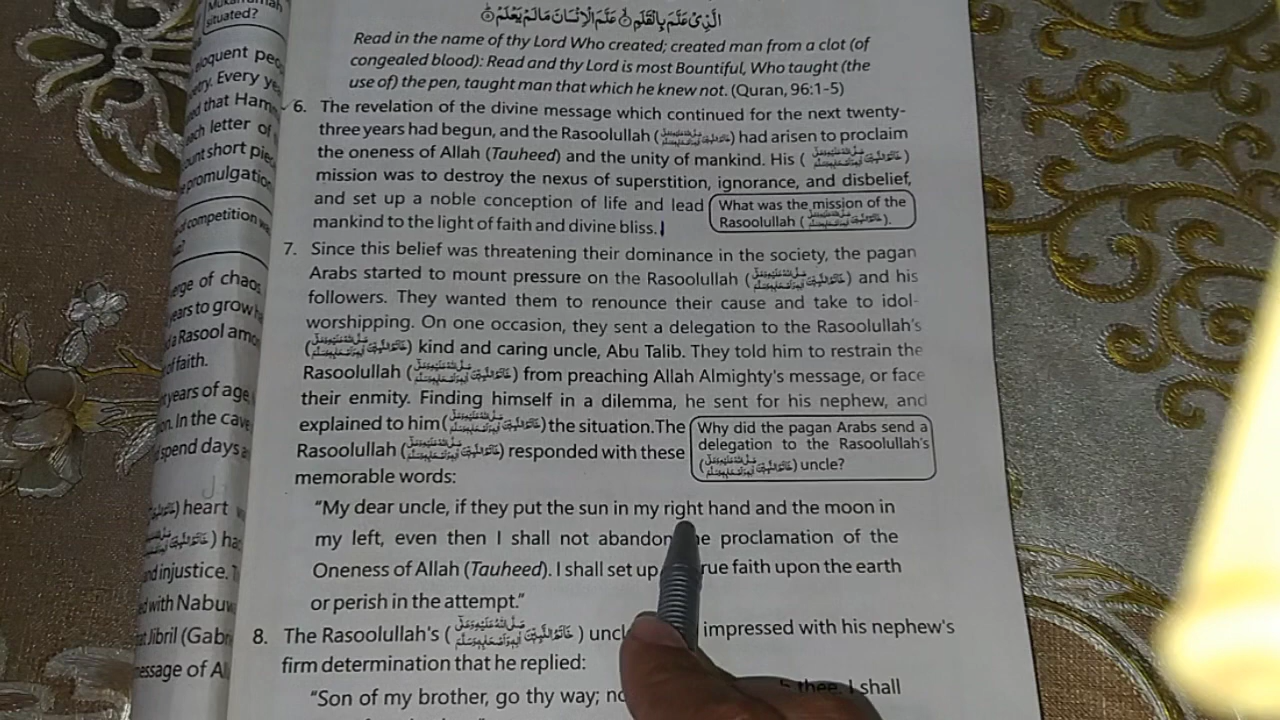 situated?
eloquent
Every
that
each letter of
short
promulgation
competition
of chaos
years to grow
Rasool
of faith.
years of age
In the cave
spend days
heart
and injustice.
with
Jibril
message of
الَّذِىْ عَلَّمَ بِالْقَلَمِ عَلَّمَ الْاِنْسَانَ مَالَمْ يَعْلَمْ
Read in the name of thy Lord Who created; created man from a clot (of
congealed blood): Read and thy Lord is most Bountiful, Who taught (the
use of) the pen, taught man that which he knew not. (Quran, 96:1-5)
6. The revelation of the divine message which continued for the next twenty-
three years had begun, and the Rasoolullah ( ) had arisen to proclaim
the oneness of Allah (Tauheed) and the unity of mankind. His ( )
mission was to destroy the nexus of superstition, ignorance, and disbelief,
and set up a noble conception of life and lead
mankind to the light of faith and divine bliss.
What was the mission of the
Rasoolullah ( ).
7. Since this belief was threatening their dominance in the society, the pagan
Arabs started to mount pressure on the Rasoolullah ( ) and his
followers. They wanted them to renounce their cause and take to idol-
worshipping. On one occasion, they sent a delegation to the Rasoolullah's
( ) kind and caring uncle, Abu Talib. They told him to restrain the
Rasoolullah ( ) from preaching Allah Almighty's message, or face
their enmity. Finding himself in a dilemma, he sent for his nephew, and
explained to him ( ) the situation. The
Rasoolullah ( ) responded with these
memorable words:
Why did the pagan Arabs send a
delegation to the Rasoolullah's
( ) uncle?
"My dear uncle, if they put the sun in my right hand and the moon in
my left, even then I shall not abandon proclamation of the
Oneness of Allah (Tauheed). I shall set up faith upon the earth
or perish in the attempt."
8. The Rasoolullah's ( ) impressed with his nephew's
firm determination that he replied:
"Son of my brother, go thy way; thee. I shall